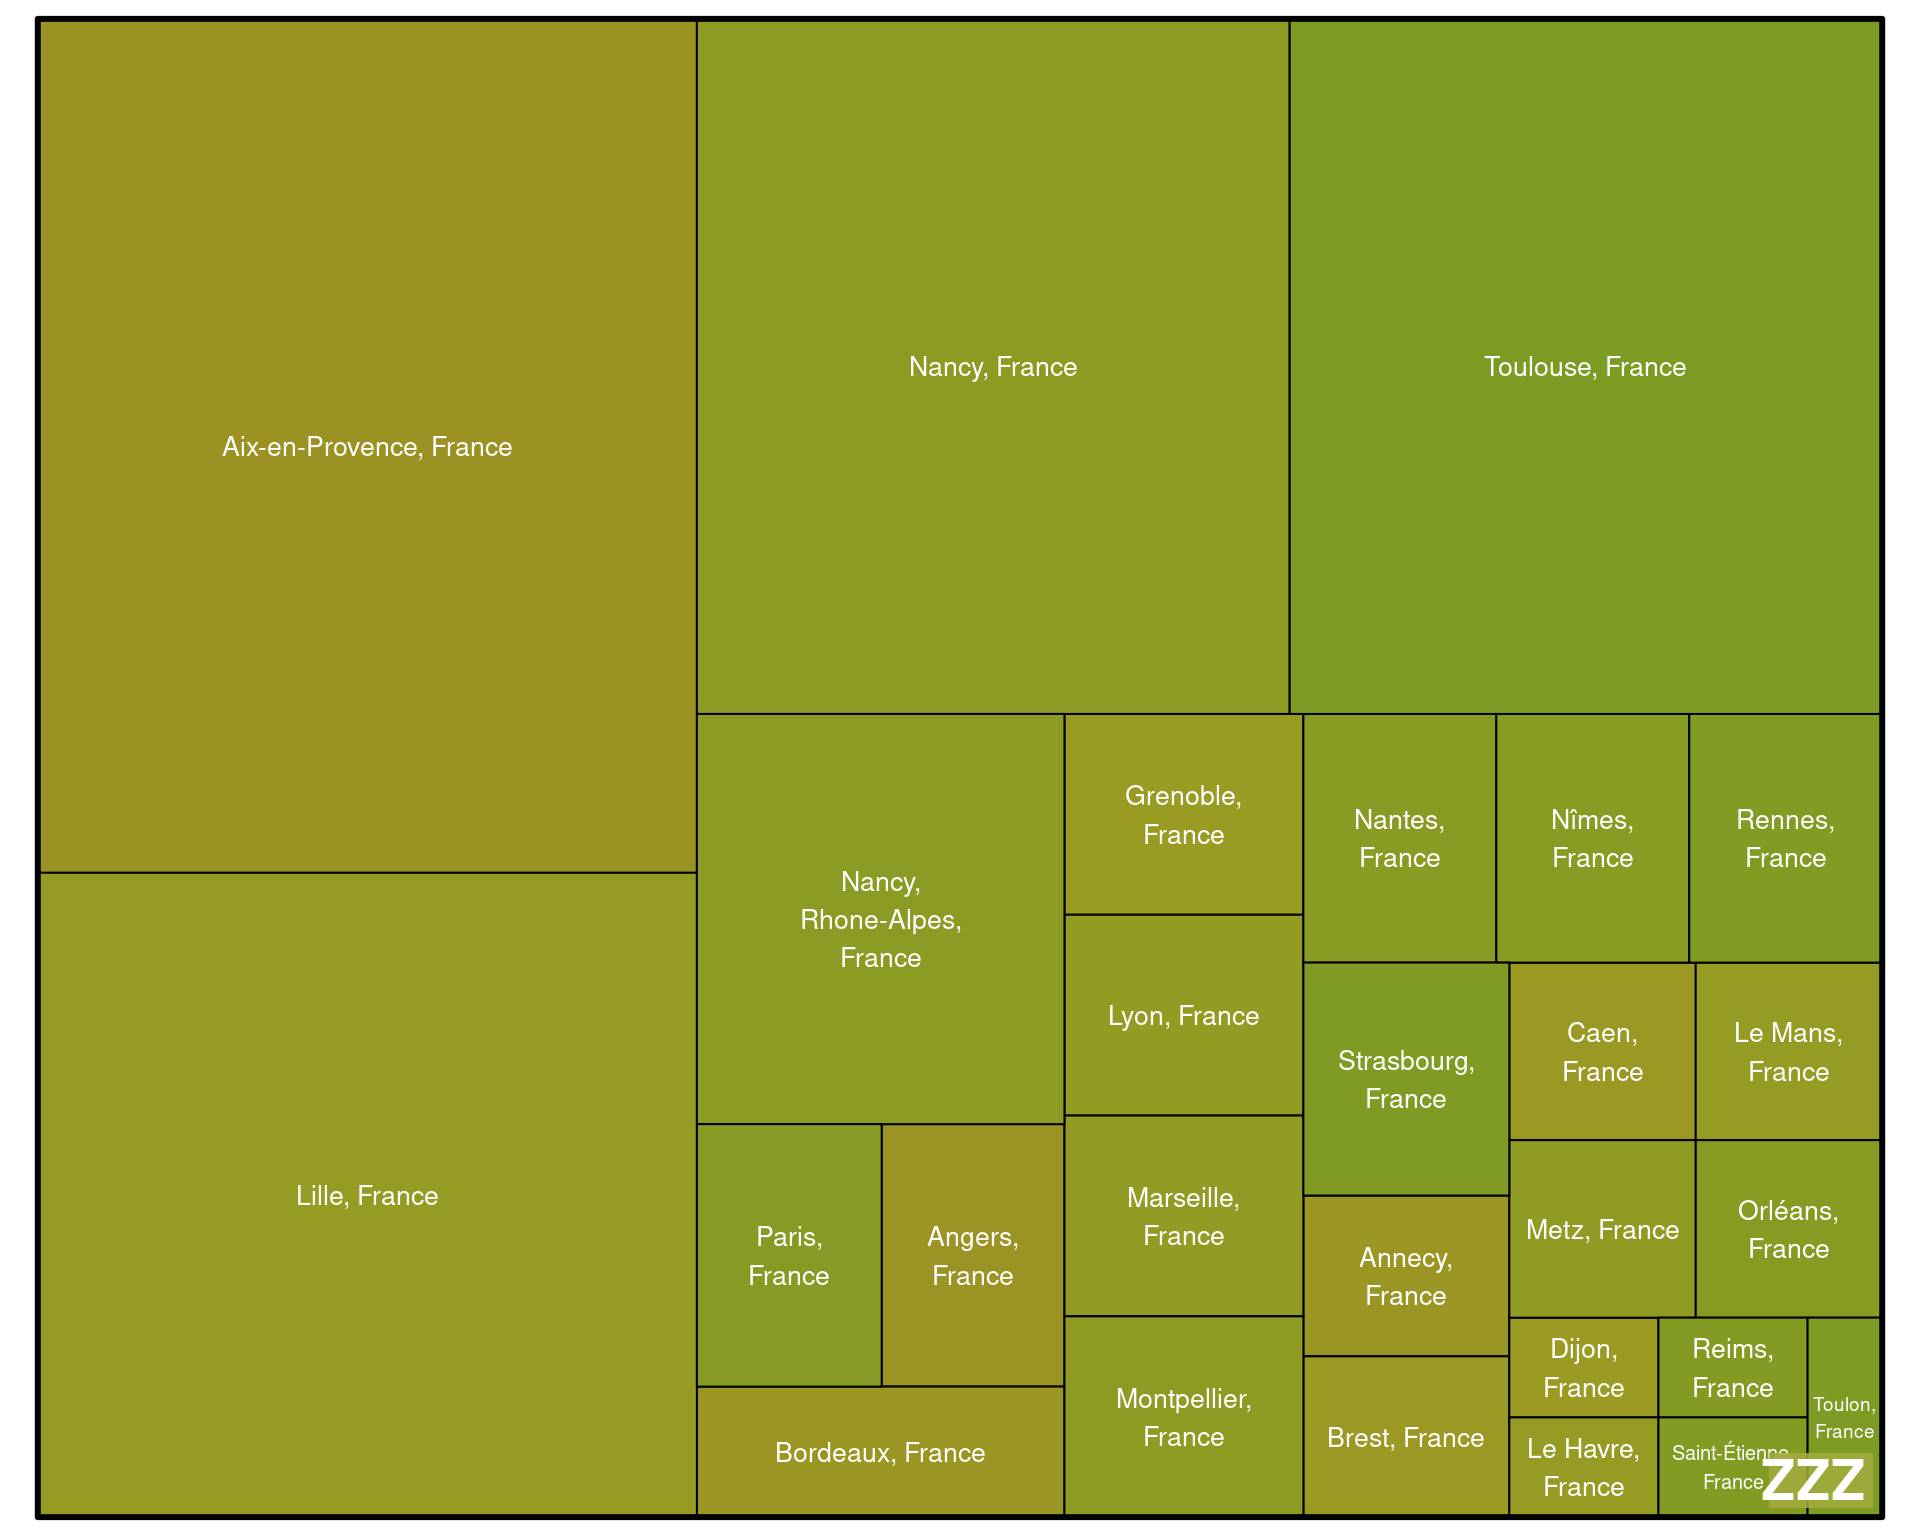 Aix-en-Provence, France
Nancy, France
Toulouse, France
Lille, France
Nancy,
Rhone-Alpes,
France
Grenoble,
France
Nantes,
France
Nîmes,
France
Rennes,
France
Lyon, France
Strasbourg,
France
Caen,
France
Le Mans,
France
Paris,
France
Angers,
France
Marseille,
France
Metz, France
Orléans,
France
Annecy,
France
Bordeaux, France
Montpellier,
France
Brest, France
Dijon,
France
Reims,
France
Toulon,
France
Le Havre,
France
Saint-Étienne,
France
ZZZ